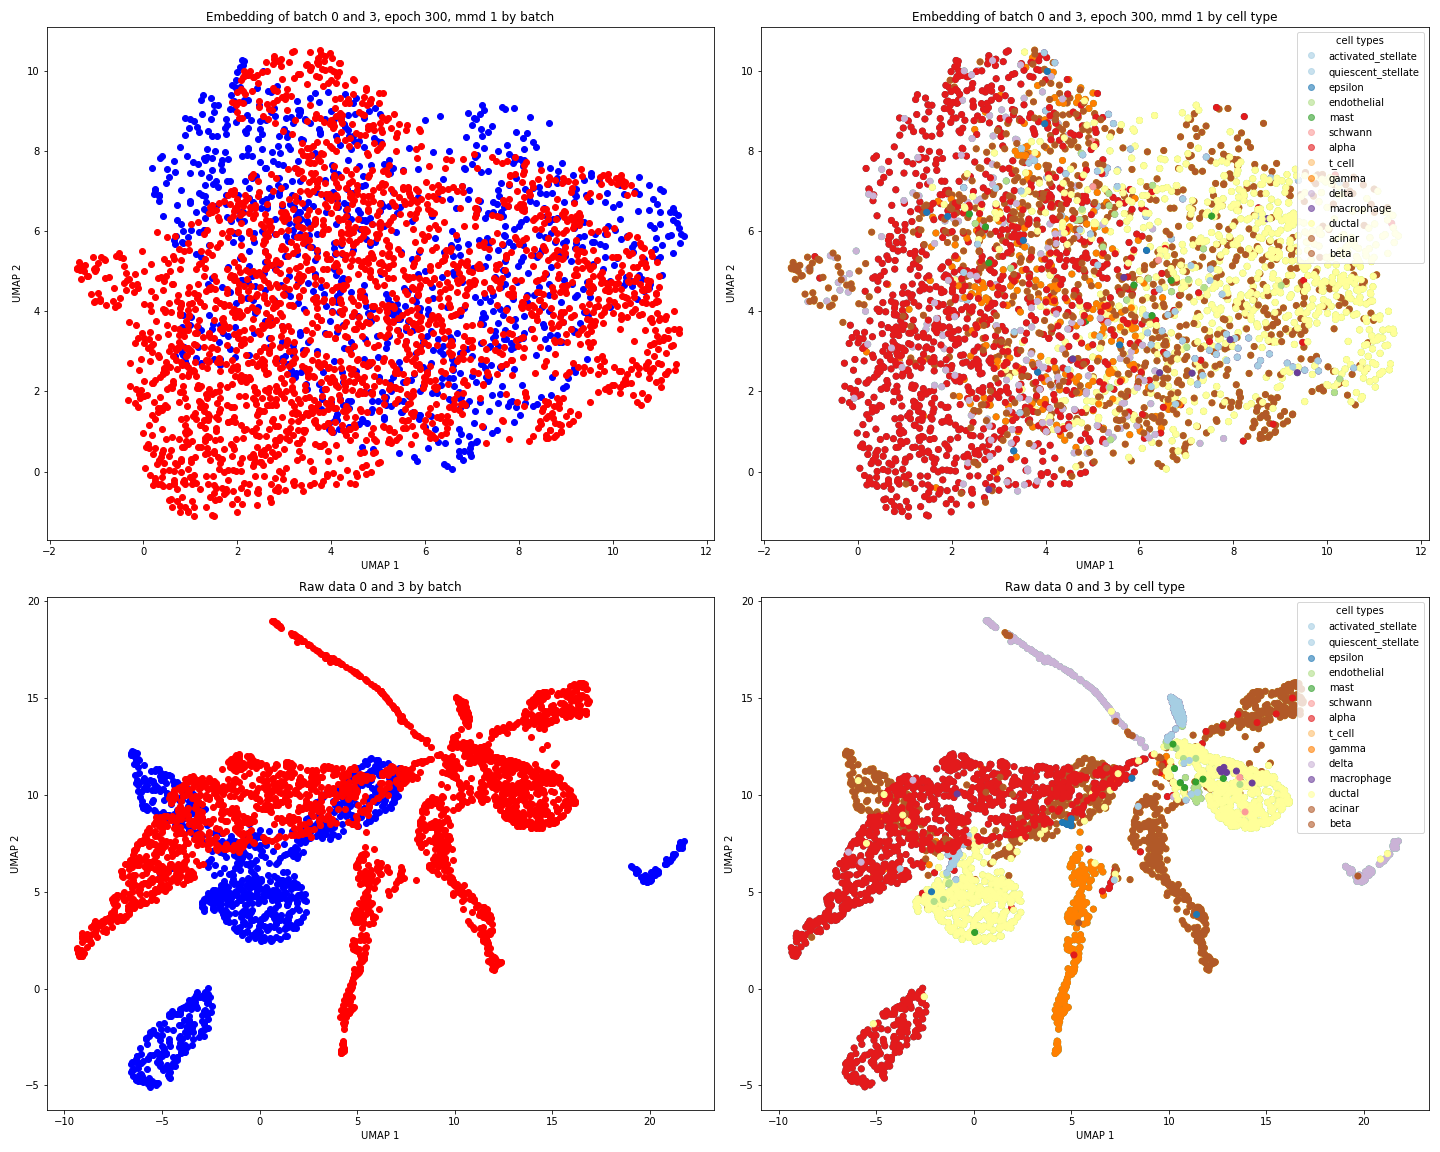 Embedding of batch 0 and 3, epoch 300, mmd 1 by batch
10
8
6
4
2
0
UMAP 2
−2
0
2
4
6
8
10
12
UMAP 1
Embedding of batch 0 and 3, epoch 300, mmd 1 by cell type
10
8
6
4
2
0
UMAP 2
−2
0
2
4
6
8
10
12
UMAP 1
cell types
activated_stellate
quiescent_stellate
epsilon
endothelial
mast
schwann
alpha
t_cell
gamma
delta
macrophage
ductal
acinar
beta
Raw data 0 and 3 by batch
20
15
10
5
0
−5
UMAP 2
−10
−5
0
5
10
15
20
UMAP 1
Raw data 0 and 3 by cell type
20
15
10
5
0
−5
UMAP 2
−10
−5
0
5
10
15
20
UMAP 1
cell types
activated_stellate
quiescent_stellate
epsilon
endothelial
mast
schwann
alpha
t_cell
gamma
delta
macrophage
ductal
acinar
beta